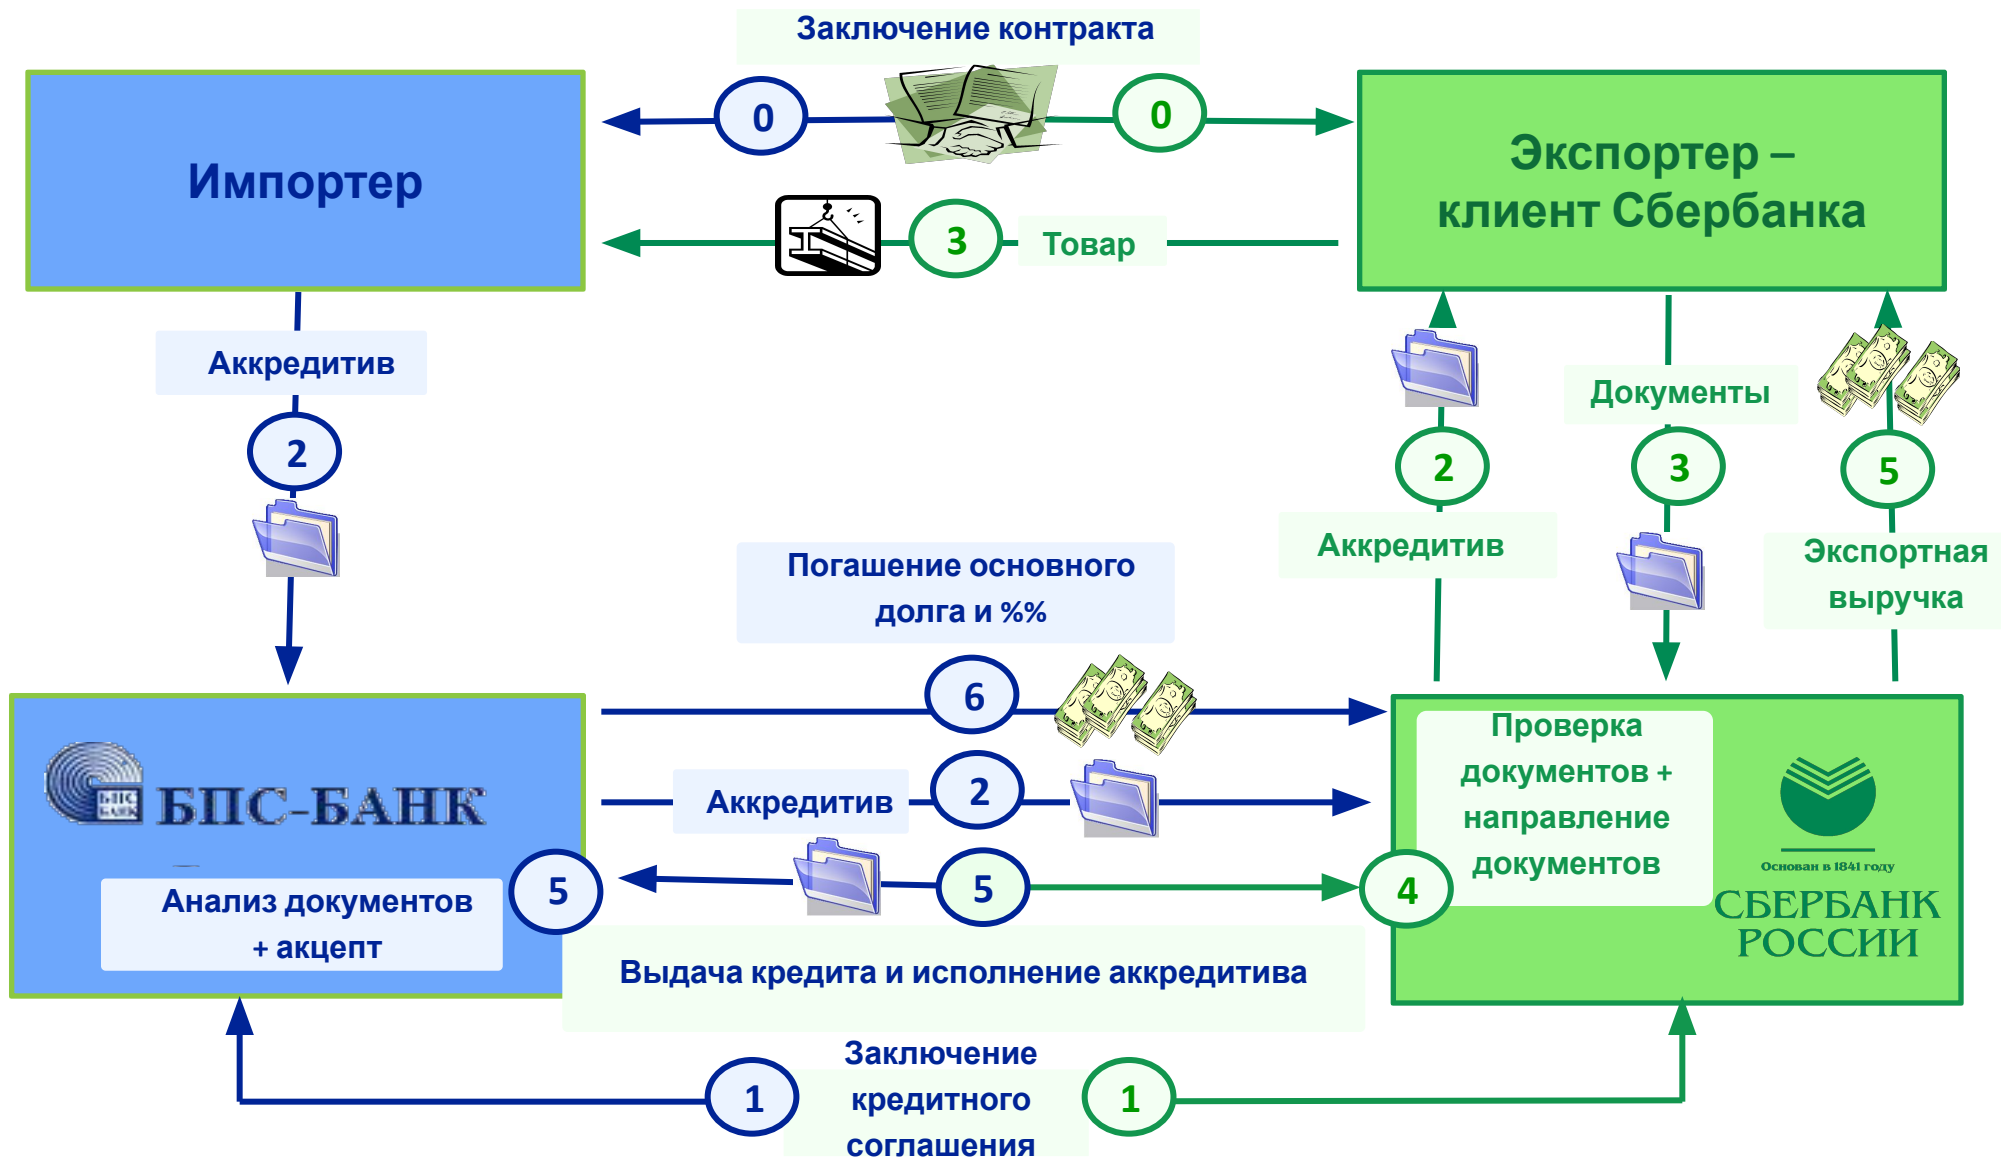 Заключение контракта
0
0
Импортер
Экспортер –
клиент Сбербанка
3
Товар
Аккредитив
2
Документы
2
3
5
Аккредитив
Экспортная
выручка
Погашение основного
долга и %%
6
БПС
БАНК
БПС-БАНК
Аккредитив
2
Проверка
документов +
направление
документов
Основан в 1841 году
СБЕРБАНК
РОССИИ
5
5
4
Анализ документов
+ акцепт
Выдача кредита и исполнение аккредитива
1
Заключение
кредитного
соглашения
1